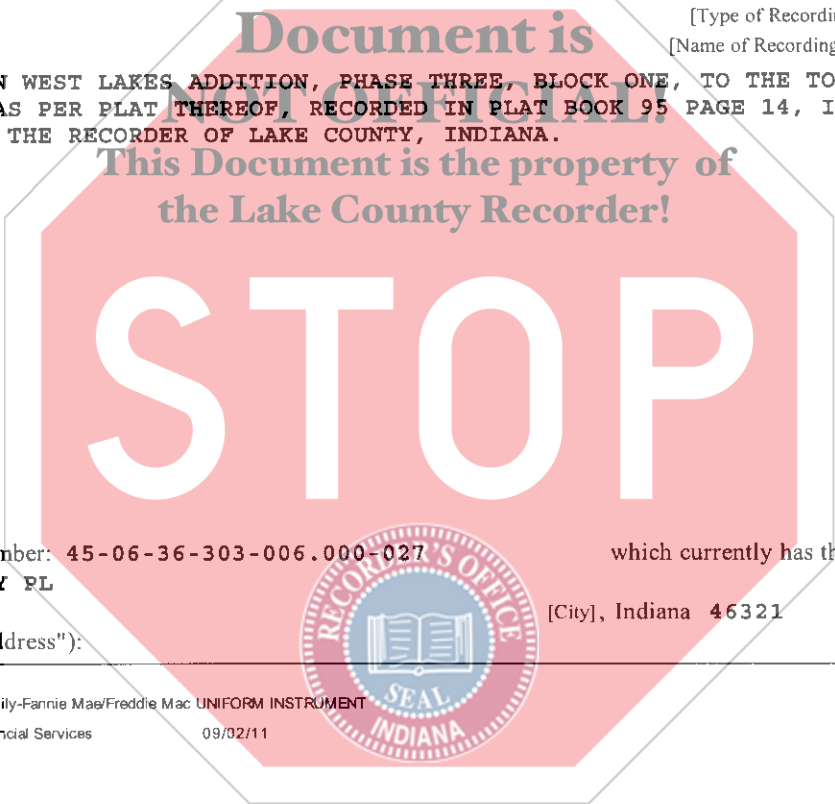 [Type of Recordin
Document is
[Name of Recording
N WEST LAKES ADDITION, PHASE THREE, BLOCK ONE, TO THE TO
AS PER PLAT THEREOF, RECORDED IN PLAT BOOK 95 PAGE 14, I
NOT OFFICIAL!
THE RECORDER OF LAKE COUNTY, INDIANA.
This Document is the property of
the Lake County Recorder!
STOP
mber: 45-06-36-303-006.000-027 which currently has th
Y PL
[City], Indiana 46321
ddress"):
ily-Fannie Mae/Freddie Mac UNIFORM INSTRUMENT
ncial Services 09/02/11
RECORDER'S OFFICE
SEAL
INDIANA